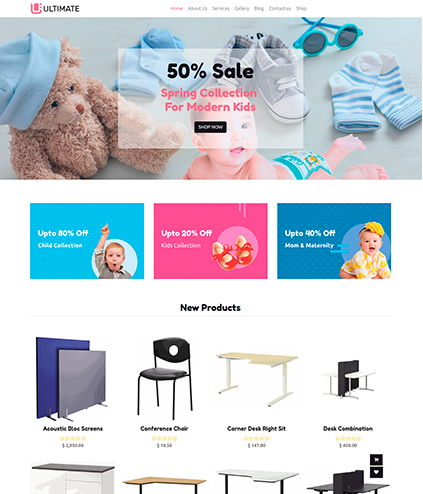 ULTIMATE
Home About Us Services Gallery Blog Contact us Shop
50% Sale
Spring Collection
For Modern Kids
SHOP NOW
Upto 80% Off
Child Collection
Upto 20% Off
Kids Collection
Upto 40% Off
Mom & Maternity
New Products
Acoustic Bloc Screens
Conference Chair
Corner Desk Right Sit
Desk Combination
$ 2,950.00
$ 16.50
$ 147.00
$ 450.00